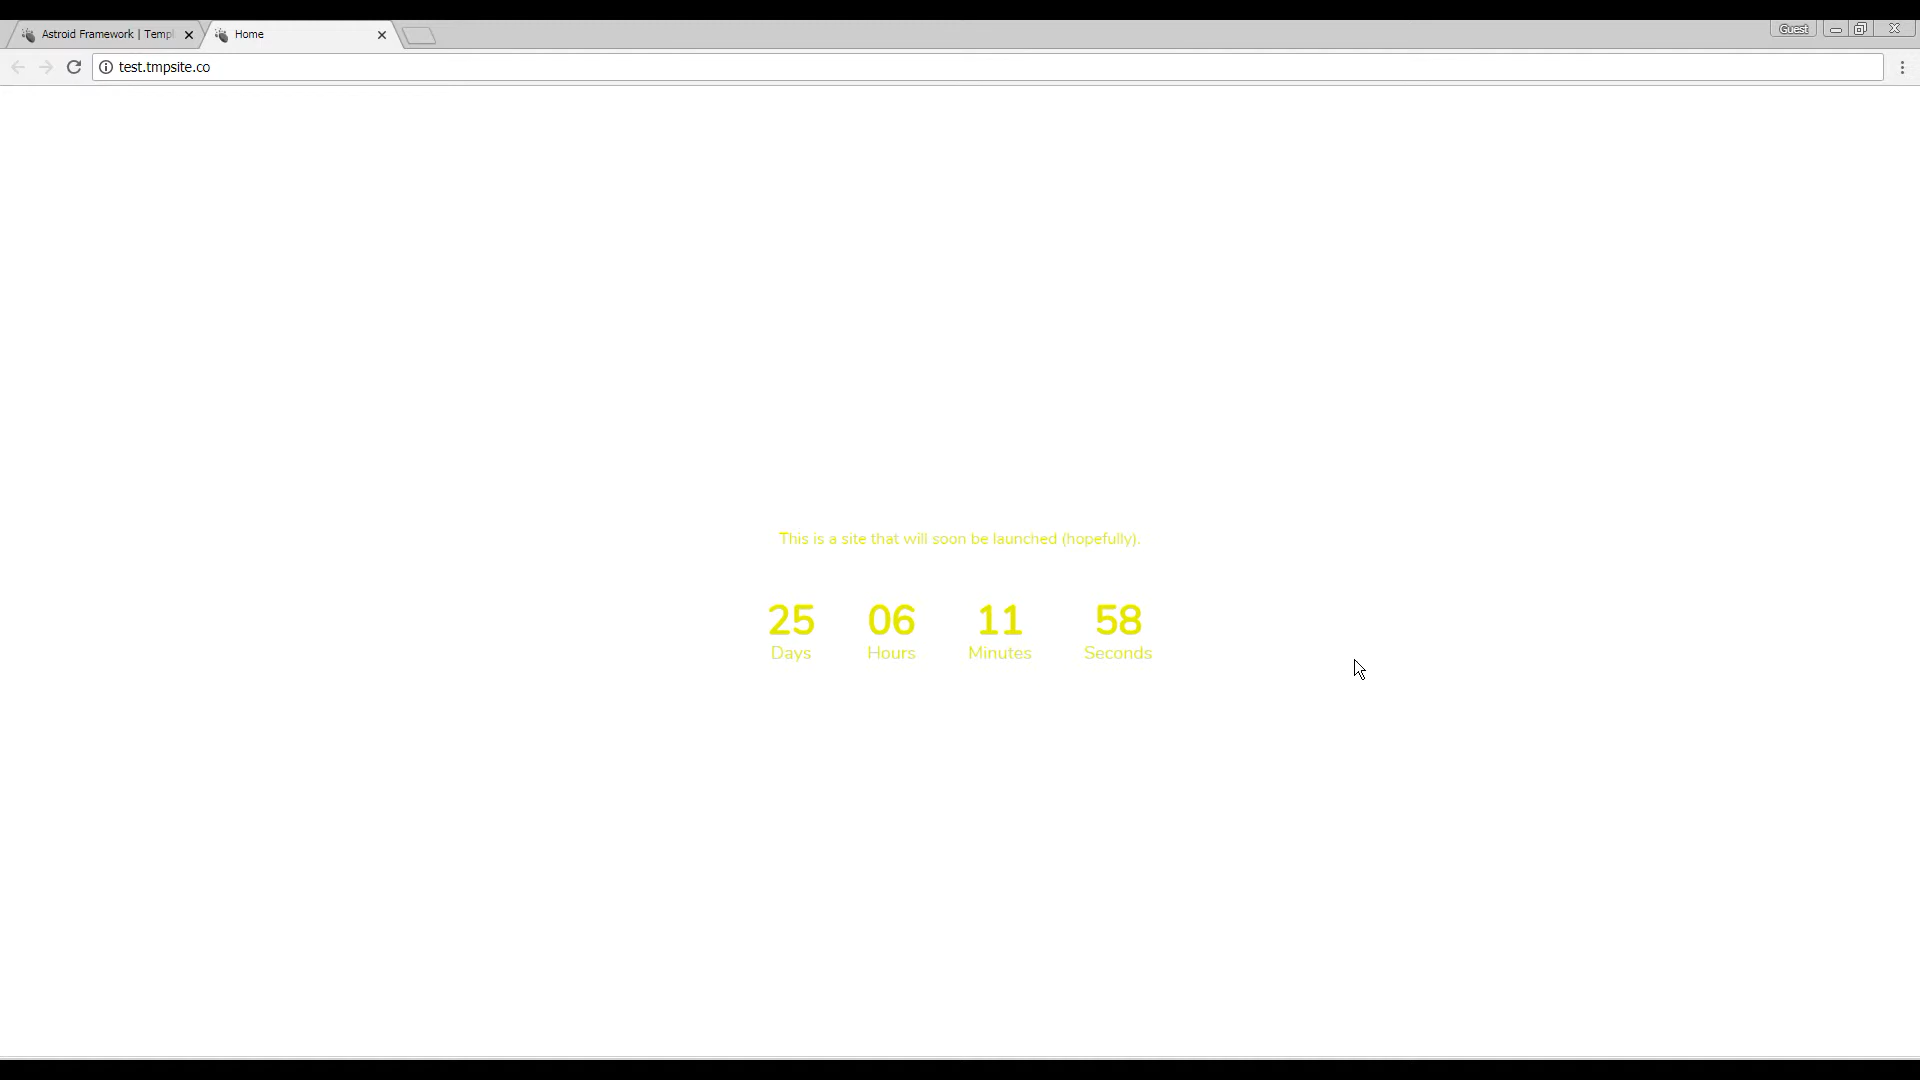 Astroid Framework | Templ
Home
Guest
test.tmpsite.co
This is a site that will soon be launched (hopefully).
25 06 11 58
Days Hours Minutes Seconds